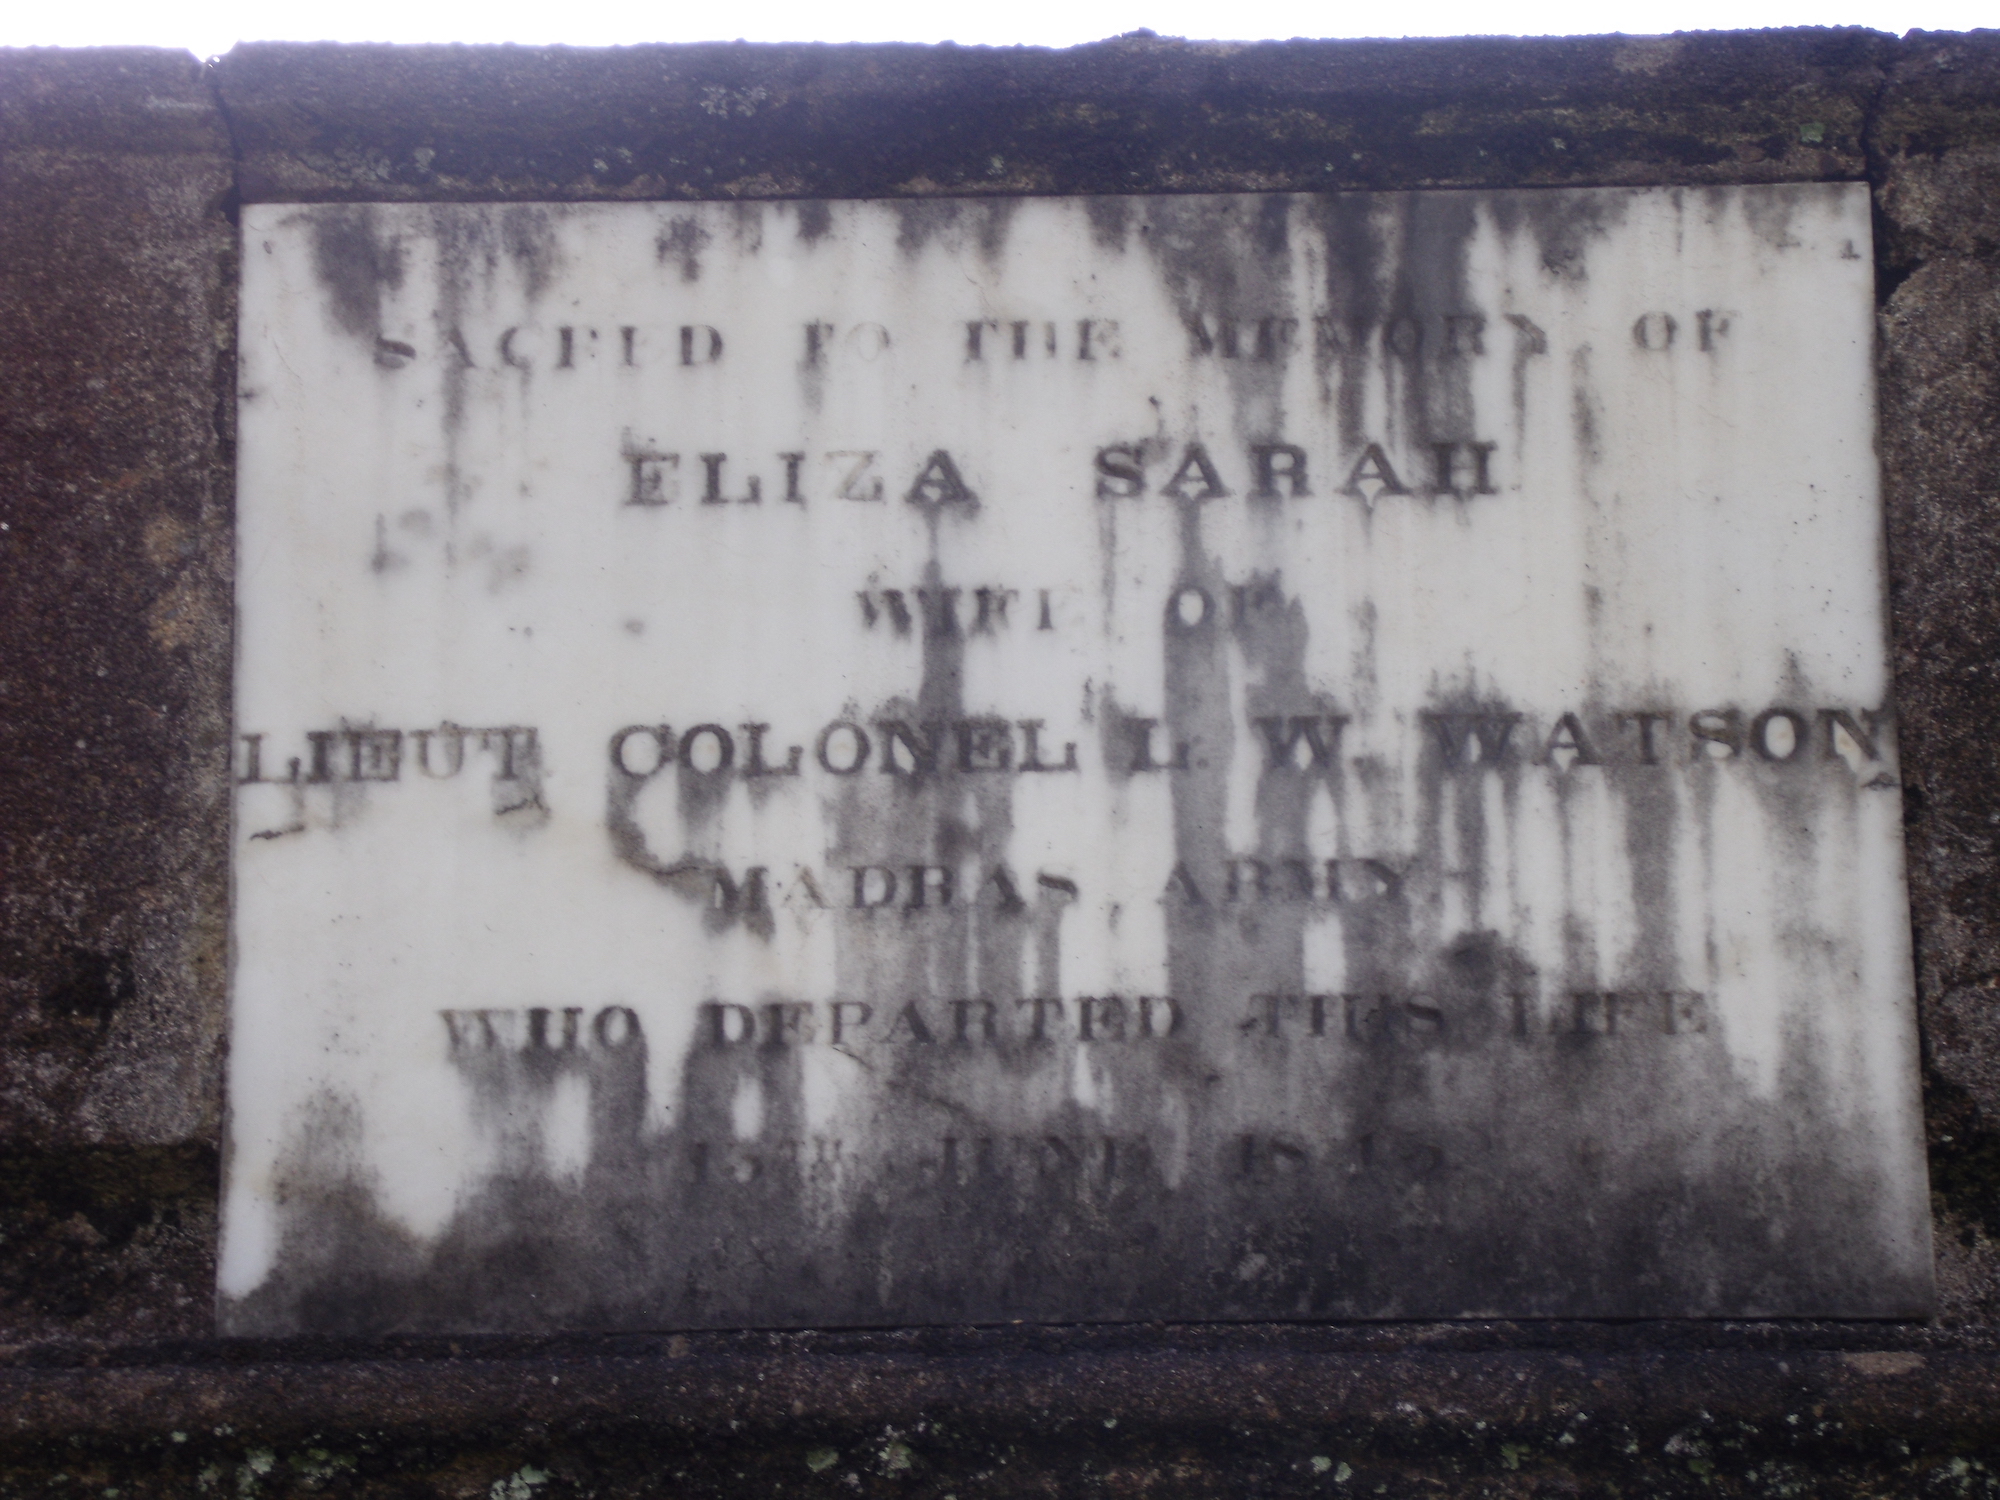 SACRED TO THE MEMORY OF
ELIZA SARAH
WIFE OF
LIEUT. COLONEL L. W. WATSON
MADRAS ARMY
WHO DEPARTED THIS LIFE
JUNE